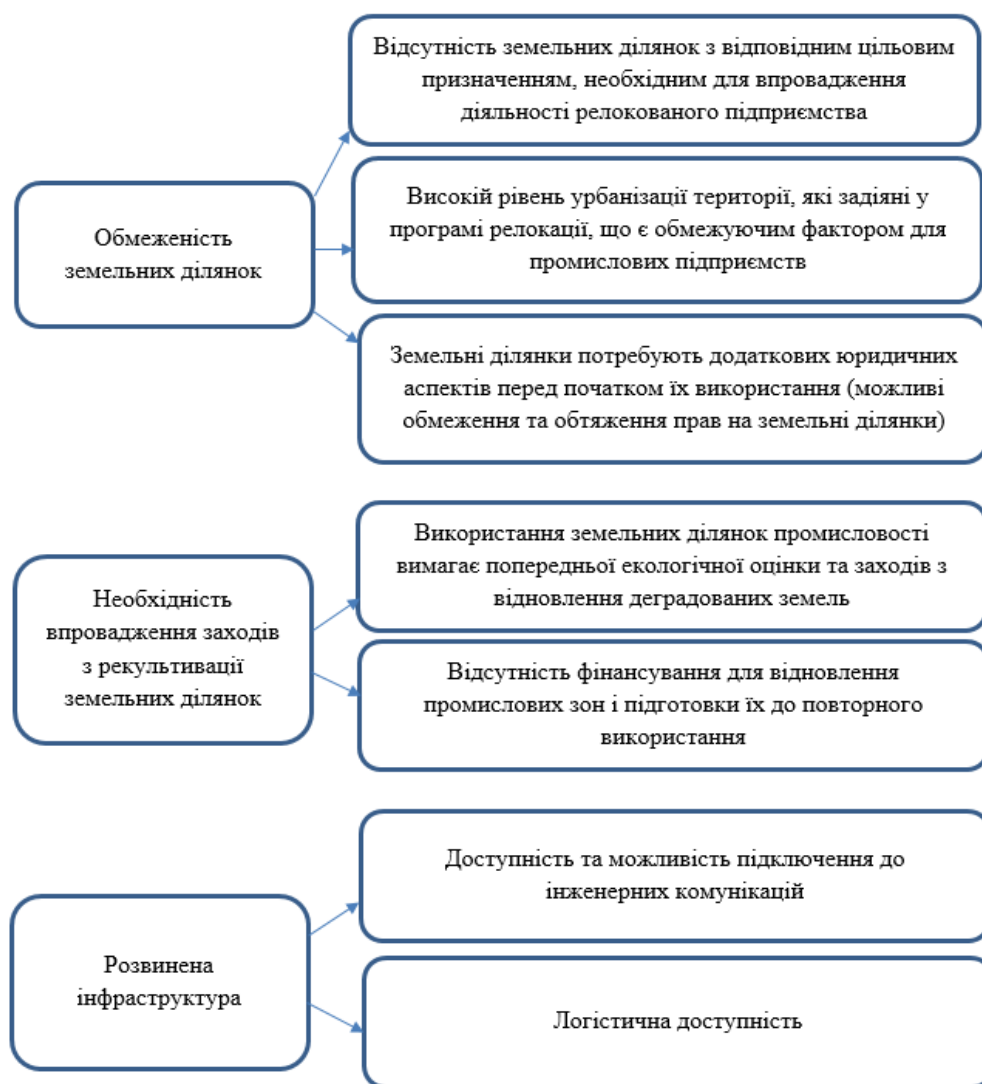 Відсутність земельних ділянок з відповідним цільовим
призначенням, необхідним для впровадження
діяльності релокованого підприємства
Обмеженість
земельних ділянок
Високій рівень урбанізації території, які задіяні у
програмі релокації, що є обмежуючим фактором для
промислових підприємств
Земельні ділянки потребують додаткових юридичних
аспектів перед початком їх використання (можливі
обмеження та обтяження прав на земельні ділянки)
Необхідність
впровадження заходів
з рекультивації
земельних ділянок
Використання земельних ділянок промисловості
вимагає попередньої екологічної оцінки та заходів з
відновлення деградованих земель
Відсутність фінансування для відновлення
промислових зон і підготовки їх до повторного
використання
Розвинена
інфраструктура
Доступність та можливість підключення до
інженерних комунікацій
Логістична доступність